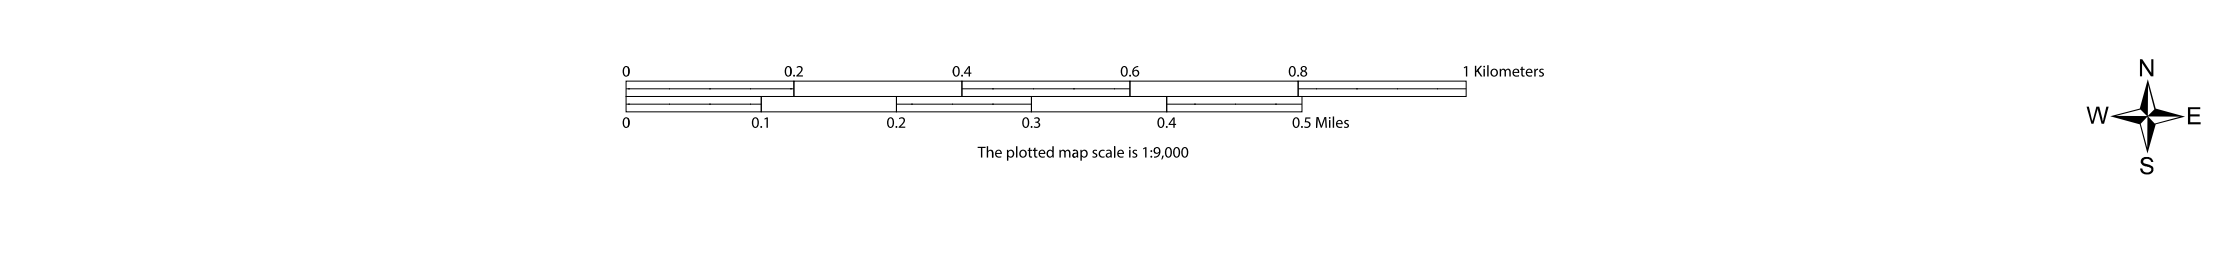 0 0.2 0.4 0.6 0.8 1 Kilometers
0 0.1 0.2 0.3 0.4 0.5 Miles
The plotted map scale is 1:9,000
N
W E
S